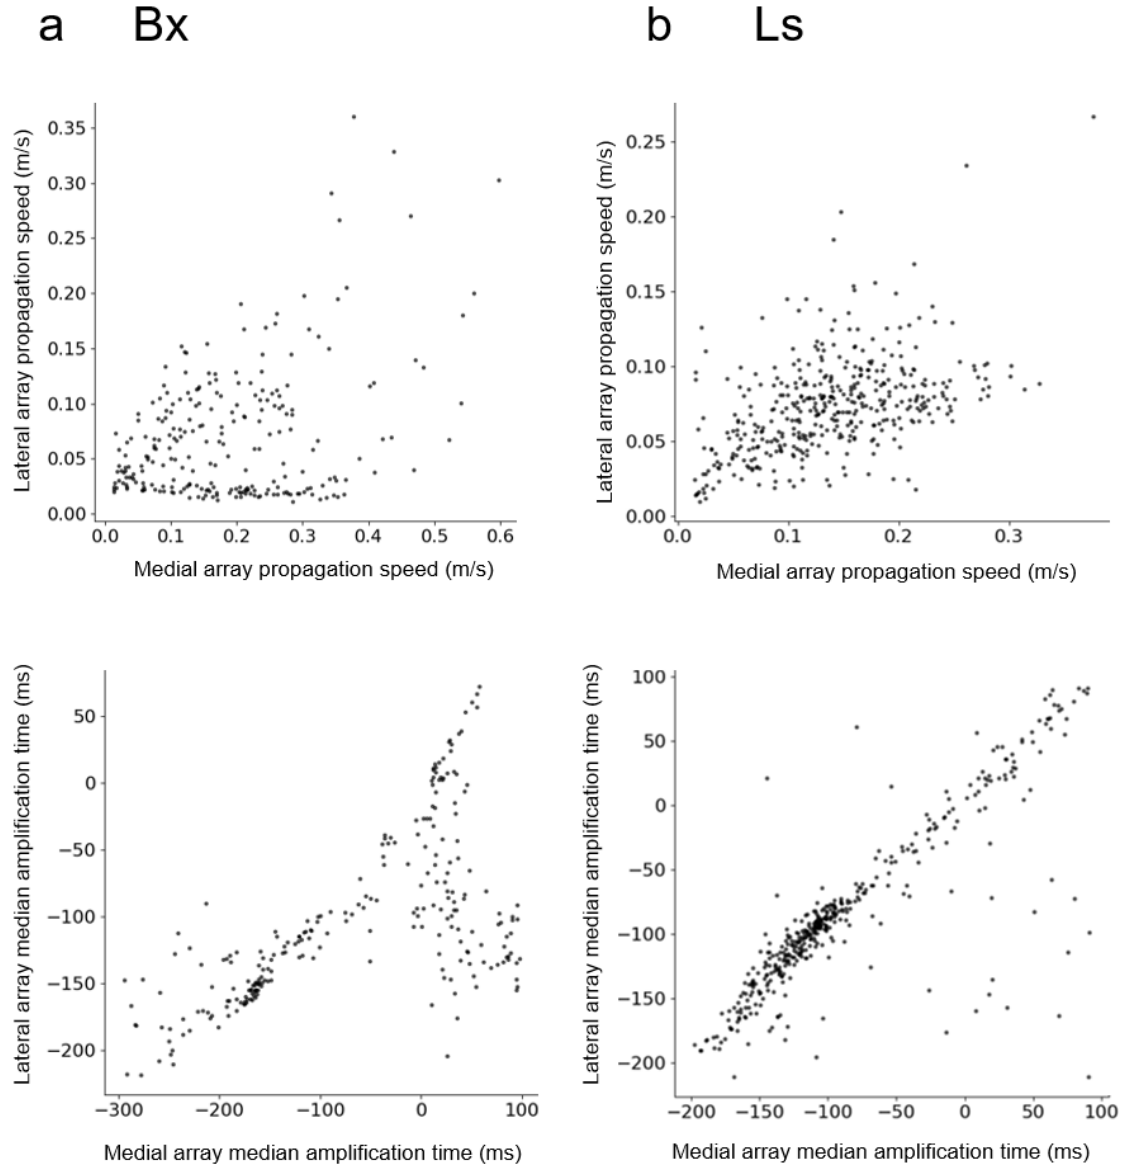 a Bx
b Ls
Lateral array propagation speed (m/s)
0.35
0.30
0.25
0.20
0.15
0.10
0.05
0.00
0.0 0.1 0.2 0.3 0.4 0.5 0.6
Medial array propagation speed (m/s)
Lateral array propagation speed (m/s)
0.25
0.20
0.15
0.10
0.05
0.00
0.0 0.1 0.2 0.3
Medial array propagation speed (m/s)
Lateral array median amplification time (ms)
50
0
−50
−100
−150
−200
−300 −200 −100 0 100
Medial array median amplification time (ms)
Lateral array median amplification time (ms)
100
50
0
−50
−100
−150
−200
−200 −150 −100 −50 0 50 100
Medial array median amplification time (ms)